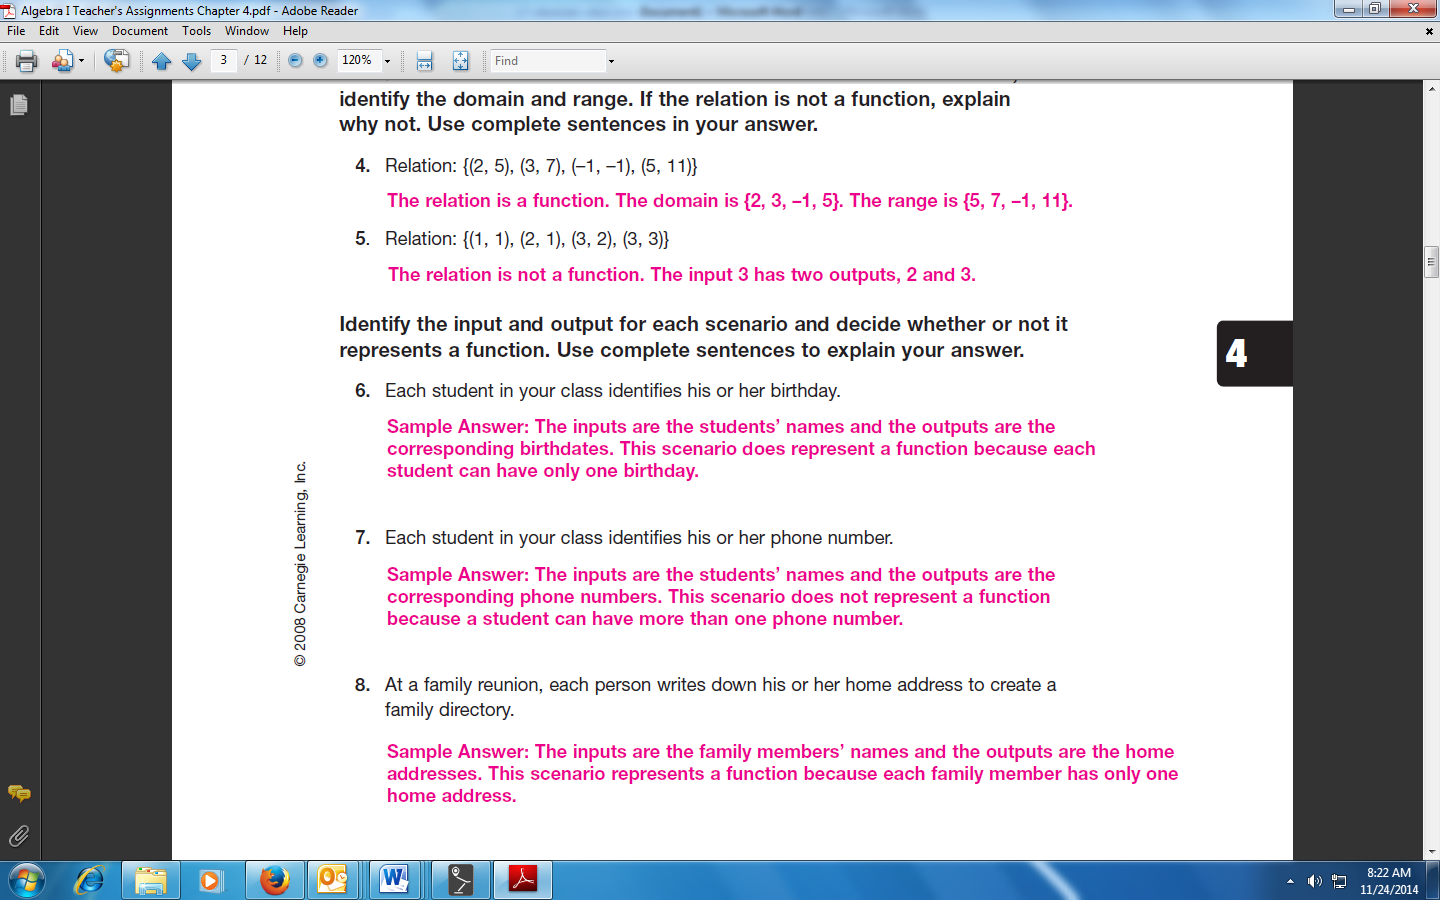 Algebra I Teacher's Assignments Chapter 4.pdf - Adobe Reader
File Edit View Document Tools Window Help
3 / 12 120% Find
identify the domain and range. If the relation is not a function, explain
why not. Use complete sentences in your answer.
4. Relation: {(2, 5), (3, 7), (–1, –1), (5, 11)}
The relation is a function. The domain is {2, 3, –1, 5}. The range is {5, 7, –1, 11}.
5. Relation: {(1, 1), (2, 1), (3, 2), (3, 3)}
The relation is not a function. The input 3 has two outputs, 2 and 3.
Identify the input and output for each scenario and decide whether or not it
represents a function. Use complete sentences to explain your answer.
4
6. Each student in your class identifies his or her birthday.
Sample Answer: The inputs are the students’ names and the outputs are the
corresponding birthdates. This scenario does represent a function because each
student can have only one birthday.
© 2008 Carnegie Learning, Inc.
7. Each student in your class identifies his or her phone number.
Sample Answer: The inputs are the students’ names and the outputs are the
corresponding phone numbers. This scenario does not represent a function
because a student can have more than one phone number.
8. At a family reunion, each person writes down his or her home address to create a
family directory.
Sample Answer: The inputs are the family members’ names and the outputs are the home
addresses. This scenario represents a function because each family member has only one
home address.
8:22 AM
11/24/2014